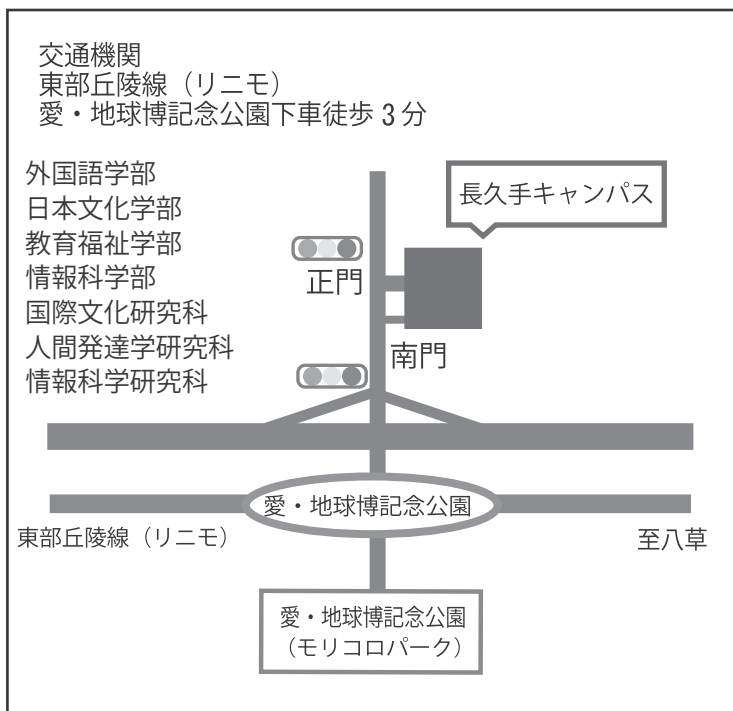 交通機関
東部丘陵線（リニモ）
愛・地球博記念公園下車徒歩 3 分
外国語学部
日本文化学部
教育福祉学部
情報科学部
国際文化研究科
人間発達学研究科
情報科学研究科
長久手キャンパス
正門
南門
愛・地球博記念公園
東部丘陵線（リニモ）
至八草
愛・地球博記念公園
（モリコロパーク）